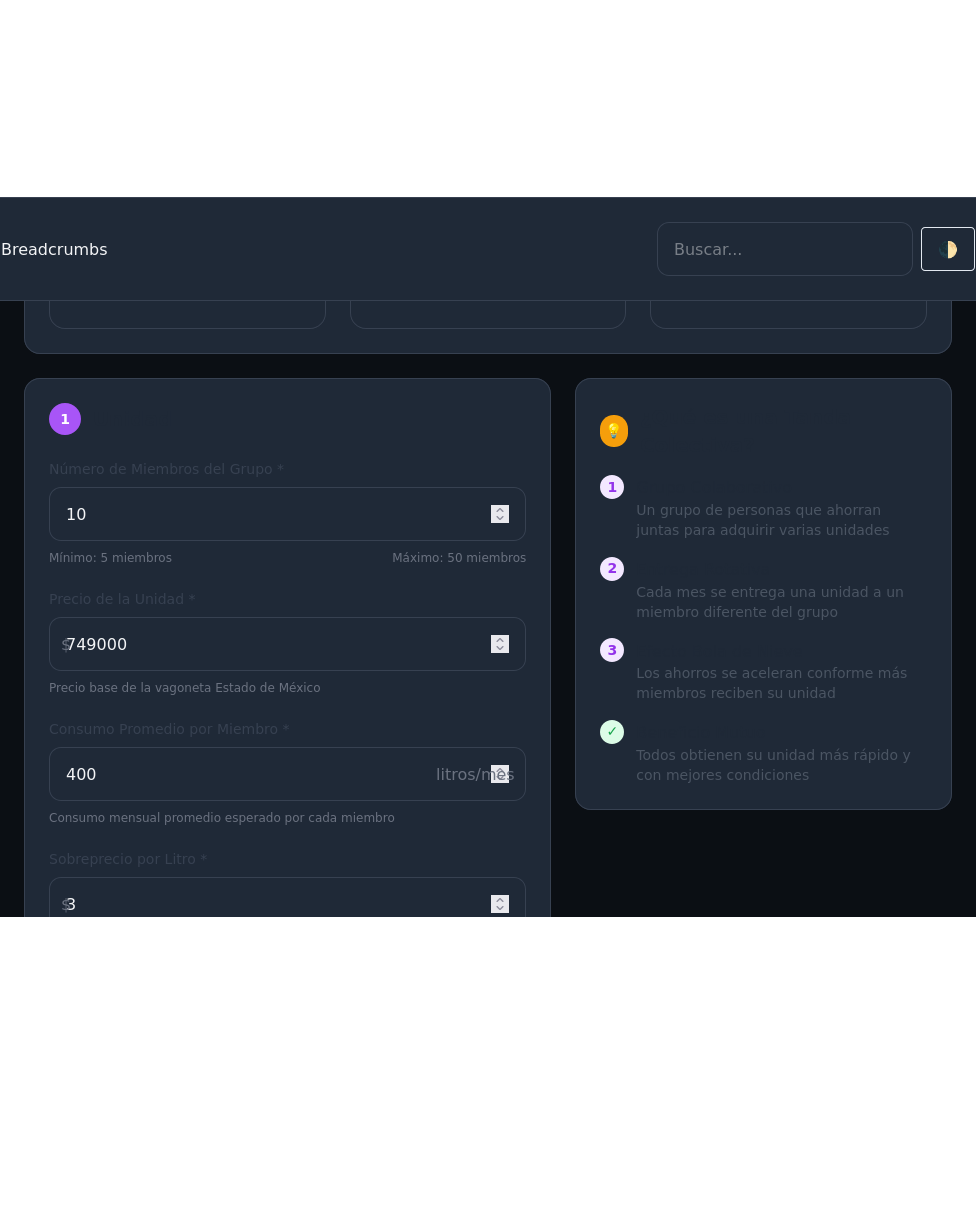 Breadcrumbs
Buscar...
1
Número de Miembros del Grupo *
10
Mínimo: 5 miembros
Máximo: 50 miembros
Precio de la Unidad *
$749000
Precio base de la vagoneta Estado de México
Consumo Promedio por Miembro *
400
litros/mes
Consumo mensual promedio esperado por cada miembro
Sobreprecio por Litro *
$3
1
Un grupo de personas que ahorran
juntas para adquirir varias unidades
2
Cada mes se entrega una unidad a un
miembro diferente del grupo
3
Los ahorros se aceleran conforme más
miembros reciben su unidad
✓
Todos obtienen su unidad más rápido y
con mejores condiciones